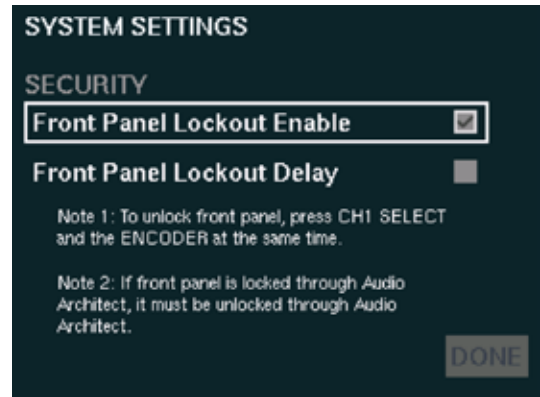 SYSTEM SETTINGS
SECURITY
Front Panel Lockout Enable
Front Panel Lockout Delay
Note 1: To unlock front panel, press CH1 SELECT
and the ENCODER at the same time.
Note 2: If front panel is locked through Audio
Architect, it must be unlocked through Audio
Architect.
DONE